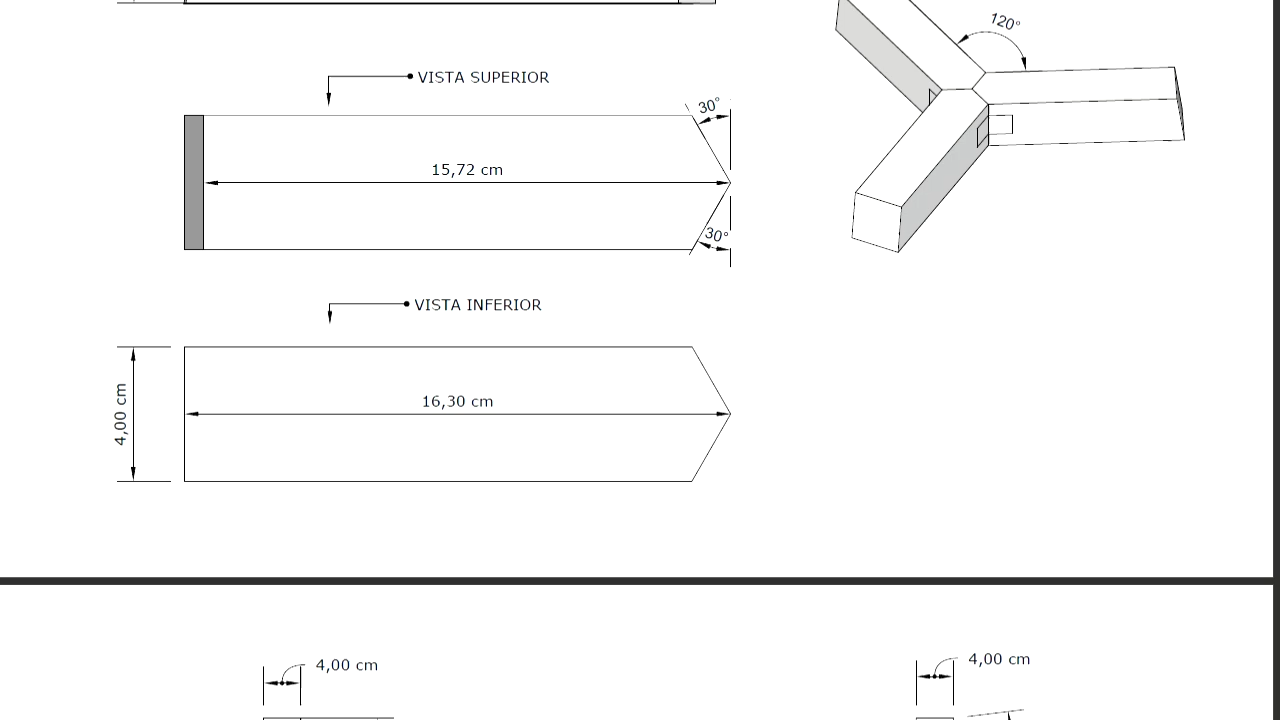 120°
VISTA SUPERIOR
30°
15,72 cm
30°
VISTA INFERIOR
4,00 cm
16,30 cm
4,00 cm
4,00 cm